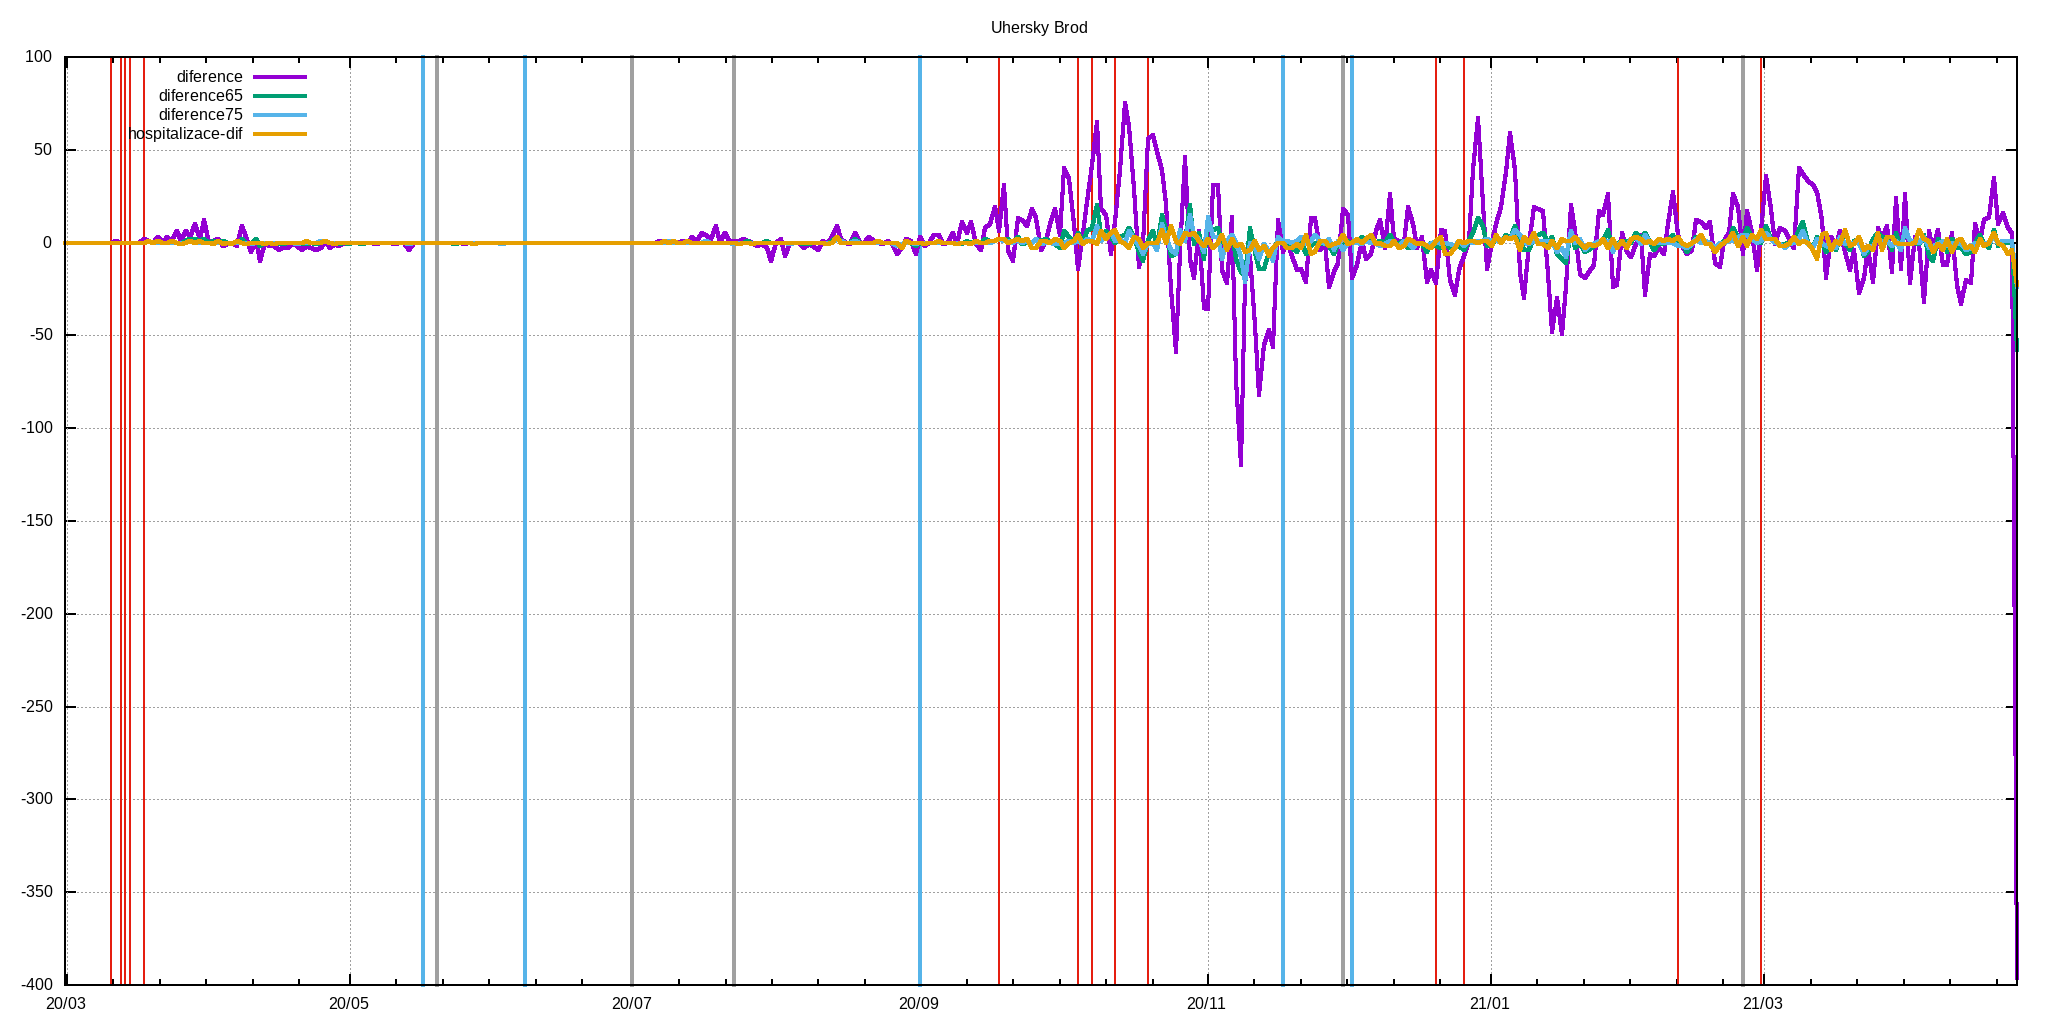 Uhersky Brod
diference
diference65
diference75
hospitalizace-dif
100
50
0
-50
-100
-150
-200
-250
-300
-350
-400
20/03 20/05 20/07 20/09 20/11 21/01 21/03